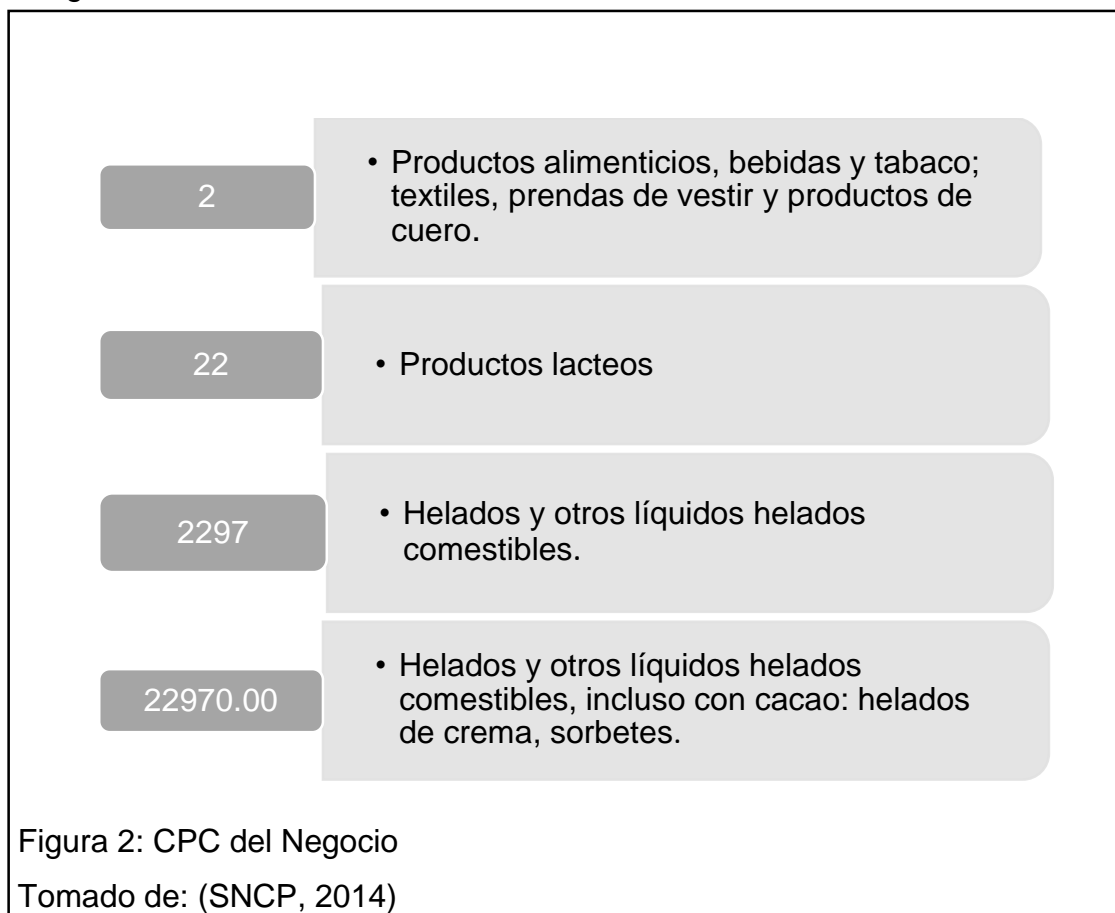 2
• Productos alimenticios, bebidas y tabaco;
textiles, prendas de vestir y productos de
cuero.
22
• Productos lacteos
2297
• Helados y otros líquidos helados
comestibles.
22970.00
• Helados y otros líquidos helados
comestibles, incluso con cacao: helados
de crema, sorbetes.
Figura 2: CPC del Negocio
Tomado de: (SNCP, 2014)